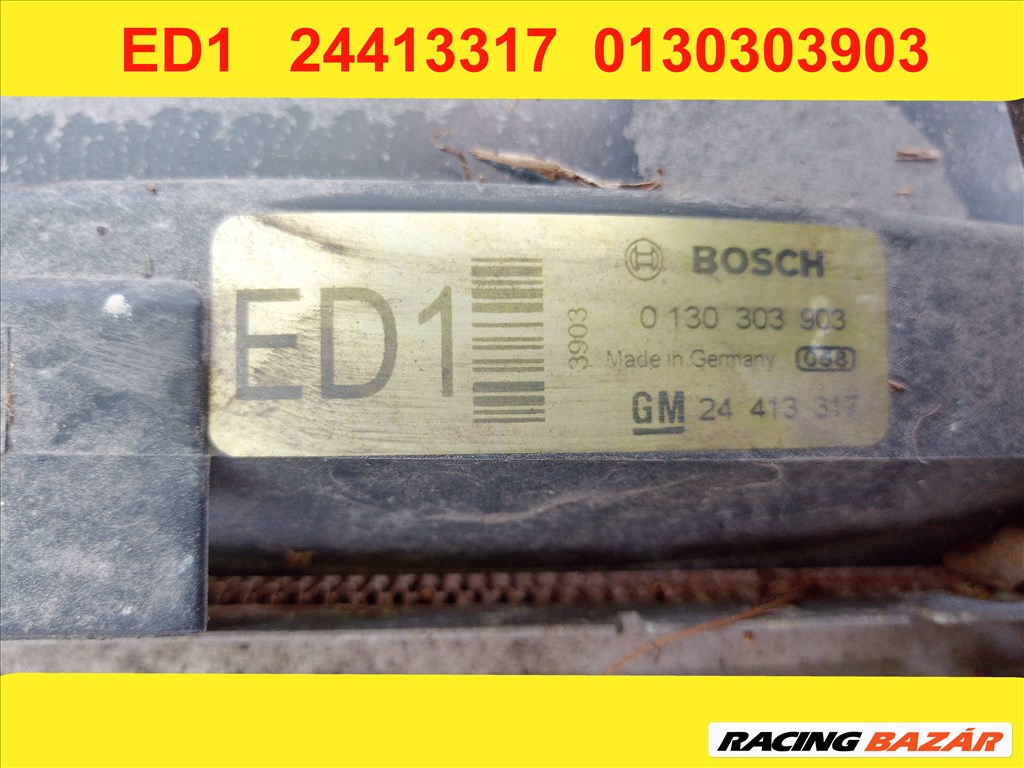 ED1 24413317 0130303903
ED1
3903
BOSCH
0 130 303 903
Made in Germany 038
GM 24 413 317
RACING BAZÁR